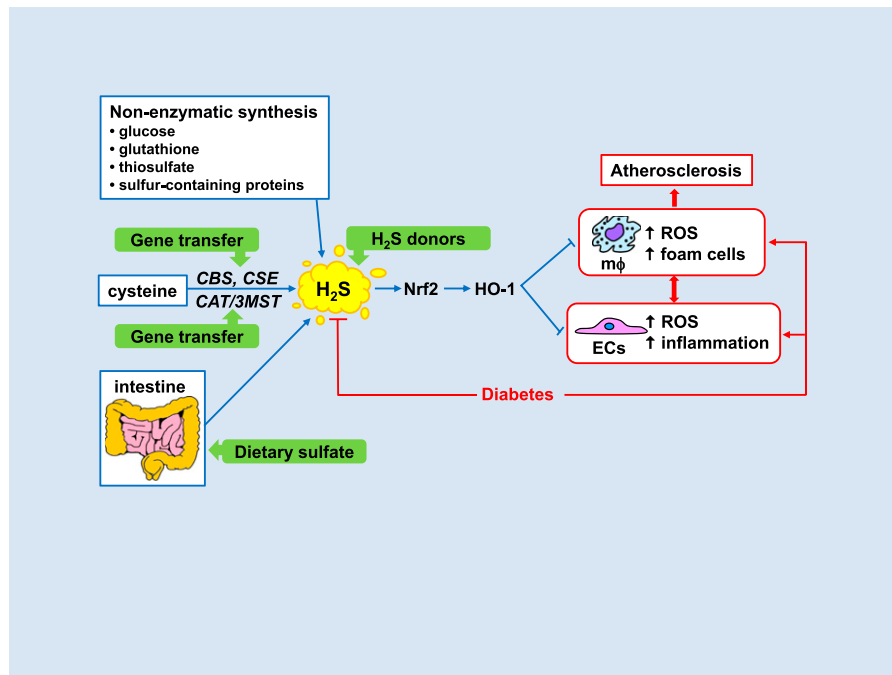 Non-enzymatic synthesis
• glucose
• glutathione
• thiosulfate
• sulfur-containing proteins
Atherosclerosis
Gene transfer
H₂S donors
↑ ROS
↑ foam cells
mϕ
CBS, CSE
cysteine
CAT/3MST
H₂S
Nrf2
HO-1
Gene transfer
↑ ROS
↑ inflammation
ECs
intestine
Diabetes
Dietary sulfate